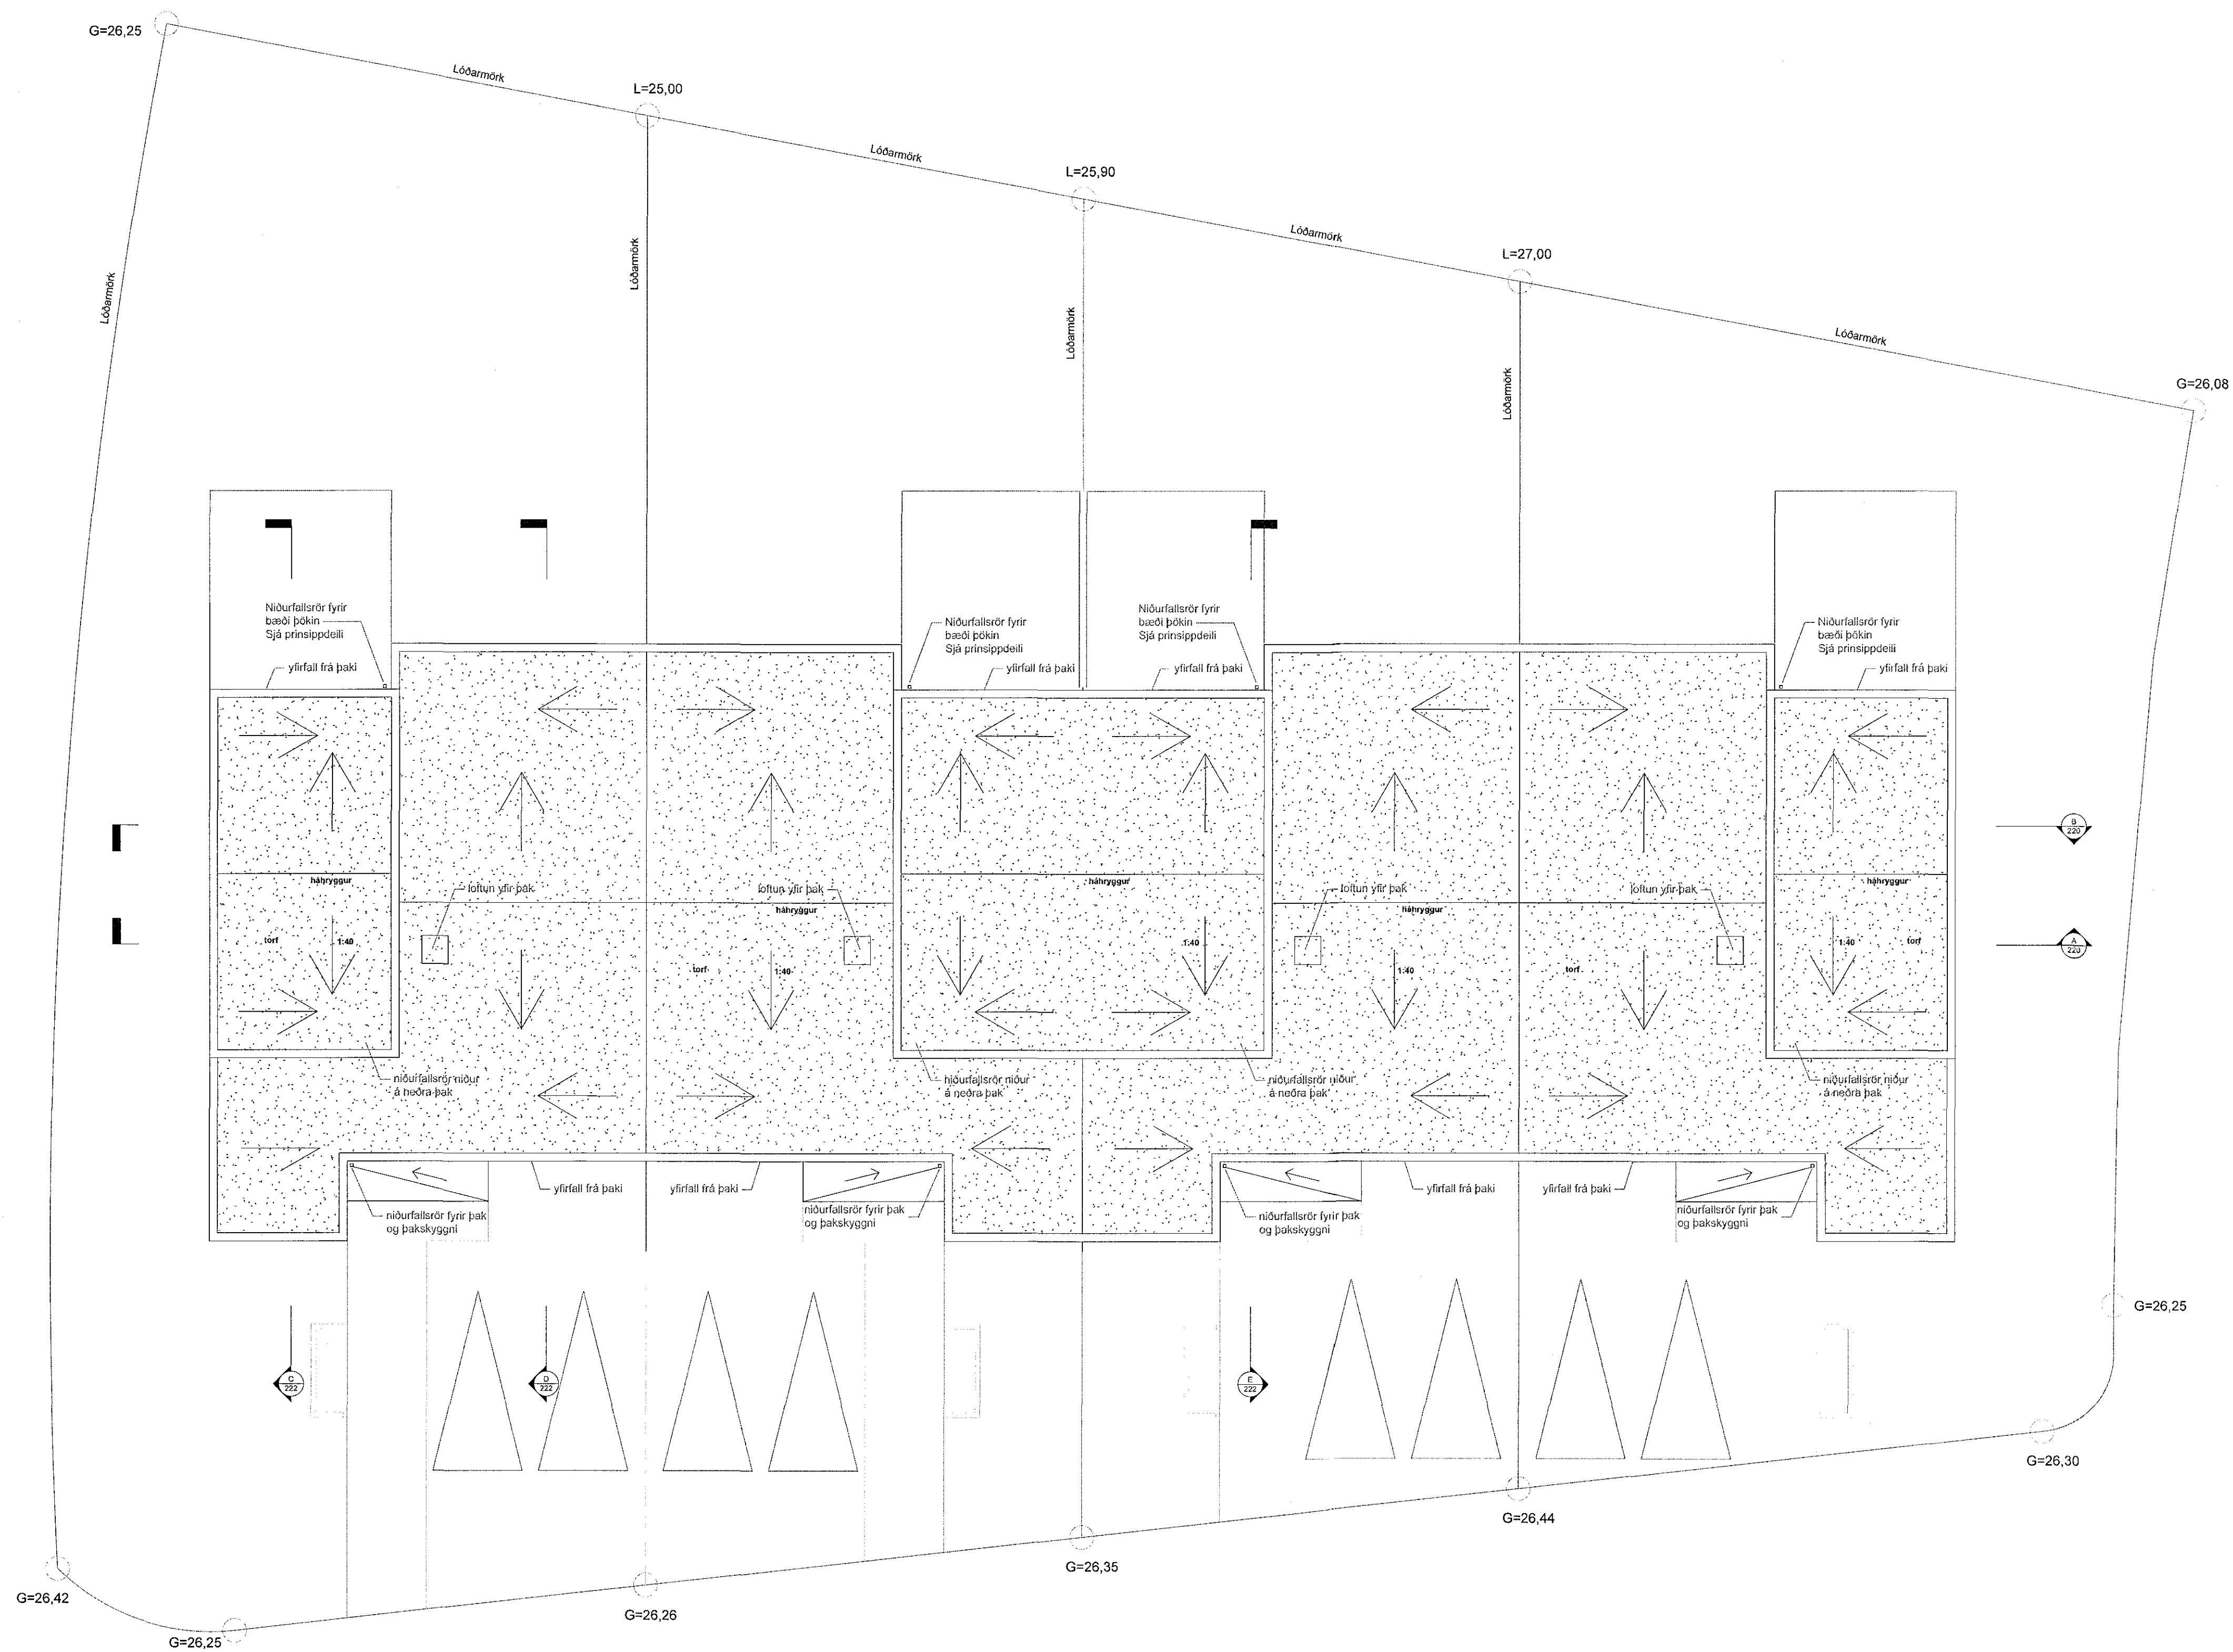 G=26,25
Lóðarmörk
L=25,00
Lóðarmörk
L=25,90
Lóðarmörk
L=27,00
Lóðarmörk
G=26,08
Lóðarmörk
Lóðarmörk
Lóðarmörk
Lóðarmörk
Niðurfallsrör fyrir
bæði þökin
Sjá prinsippdeili
yfirfall frá þaki
Niðurfallsrör fyrir
bæði þökin
Sjá prinsippdeili
yfirfall frá þaki
Niðurfallsrör fyrir
bæði þökin
Sjá prinsippdeili
yfirfall frá þaki
Niðurfallsrör fyrir
bæði þökin
Sjá prinsippdeili
yfirfall frá þaki
B
220
háhryggur
loftun yfir þak
loftun yfir þak
háhryggur
háhryggur
loftun yfir þak
háhryggur
loftun yfir þak
háhryggur
torf
1:40
torf
1:40
1:40
1:40
torf
1:40
torf
A
220
niðurfallsrör niður
á neðra þak
niðurfallsrör niður
á neðra þak
niðurfallsrör niður
á neðra þak
niðurfallsrör niður
á neðra þak
yfirfall frá þaki
yfirfall frá þaki
yfirfall frá þaki
yfirfall frá þaki
niðurfallsrör fyrir þak
og þakskyggni
niðurfallsrör fyrir þak
og þakskyggni
niðurfallsrör fyrir þak
og þakskyggni
niðurfallsrör fyrir þak
og þakskyggni
G=26,25
C
222
D
222
E
222
G=26,30
G=26,44
G=26,35
G=26,42
G=26,26
G=26,25